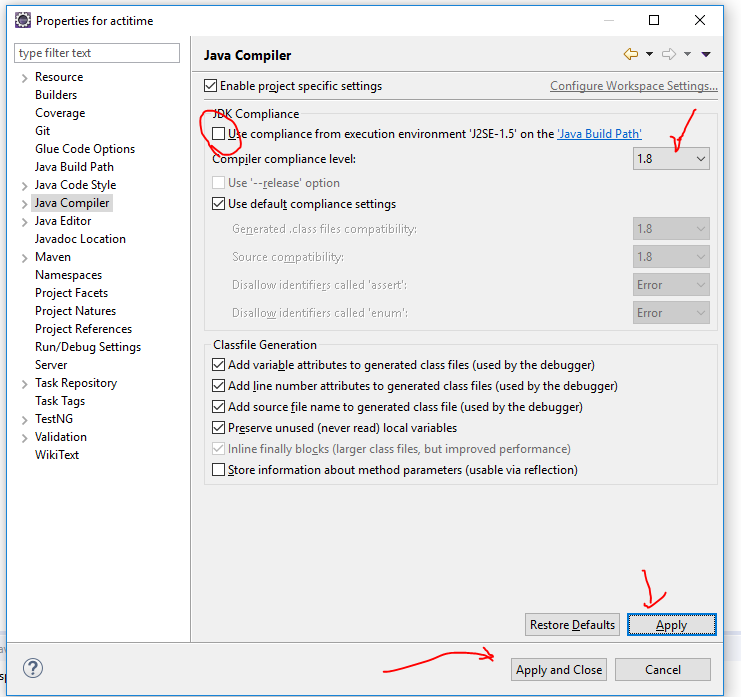 Properties for actitime
type filter text
Java Compiler
Resource
Builders
Coverage
Git
Glue Code Options
Java Build Path
Java Code Style
Java Compiler
Java Editor
Javadoc Location
Maven
Namespaces
Project Facets
Project Natures
Project References
Run/Debug Settings
Server
Task Repository
Task Tags
TestNG
Validation
WikiText
Enable project specific settings
Configure Workspace Settings...
JDK Compliance
Use compliance from execution environment 'J2SE-1.5' on the 'Java Build Path'
Compiler compliance level: 1.8
Use '--release' option
Use default compliance settings
Generated .class files compatibility: 1.8
Source compatibility: 1.8
Disallow identifiers called 'assert': Error
Disallow identifiers called 'enum': Error
Classfile Generation
Add variable attributes to generated class files (used by the debugger)
Add line number attributes to generated class files (used by the debugger)
Add source file name to generated class file (used by the debugger)
Preserve unused (never read) local variables
Inline finally blocks (larger class files, but improved performance)
Store information about method parameters (usable via reflection)
Restore Defaults
Apply
?
Apply and Close
Cancel